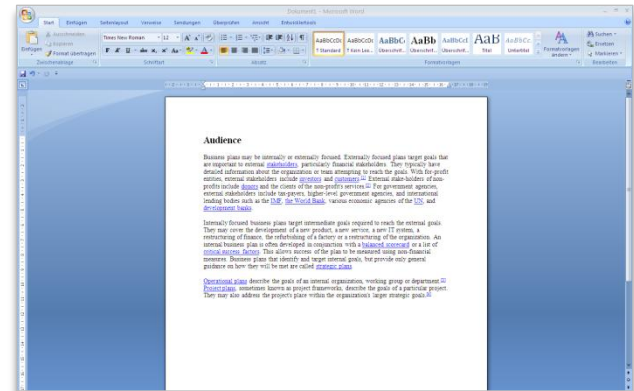 Dokument1 - Microsoft Word
Start Einfügen Seitenlayout Verweise Sendungen Überprüfen Ansicht Entwicklertools
Ausschneiden
Kopieren
Format übertragen
Einfügen
Zwischenablage
Times New Roman 12
Schriftart
Absatz
AaBbCcDc AaBbCcDc AaBbC AaBb AaBbCcI AaB AaBbCc.
Standard Kein Lee... Überschrif... Überschrif... Überschrif... Titel Untertitel
Formatvorlagen ändern
Formatvorlagen
Suchen
Ersetzen
Markieren
Bearbeiten
Audience
Business plans may be internally or externally focused. Externally focused plans target goals that
are important to external stakeholders, particularly financial stakeholders. They typically have
detailed information about the organization or team attempting to reach the goals. With for-profit
entities, external stakeholders include investors and customers.
External stake-holders of non-
profits include donors and the clients of the non-profit's services.
For government agencies,
external stakeholders include tax-payers, higher-level government agencies, and international
lending bodies such as the IMF, the World Bank, various economic agencies of the UN, and
development banks.
Internally focused business plans target intermediate goals required to reach the external goals.
They may cover the development of a new product, a new service, a new IT system, a
restructuring of finance, the refurbishing of a factory or a restructuring of the organization. An
internal business plan is often developed in conjunction with a balanced scorecard or a list of
critical success factors. This allows success of the plan to be measured using non-financial
measures. Business plans that identify and target internal goals, but provide only general
guidance on how they will be met are called strategic plans.
Operational plans describe the goals of an internal organization, working group or department.
Project plans, sometimes known as project frameworks, describe the goals of a particular project.
They may also address the project's place within the organization's larger strategic goals.